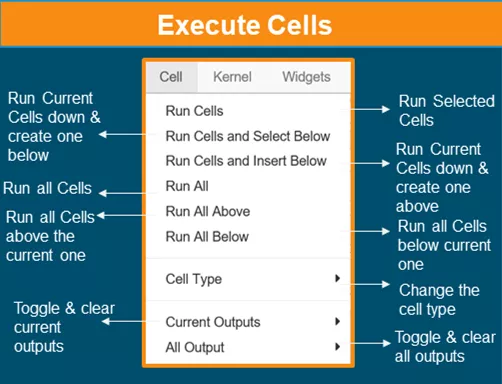 Execute Cells
Cell Kernel Widgets
Run Cells
Run Cells and Select Below
Run Cells and Insert Below
Run All
Run All Above
Run All Below
Cell Type
Current Outputs
All Output
Run Current
Cells down &
create one
below
Run all Cells
Run all Cells
above the
current one
Toggle & clear
current
outputs
Run Selected
Cells
Run Current
Cells down &
create one
above
Run all Cells
below current
one
Change the
cell type
Toggle & clear
all outputs